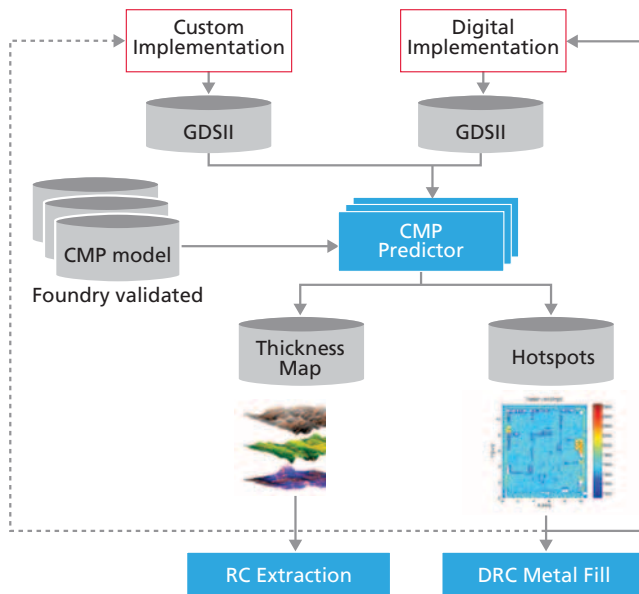 Custom
Implementation
Digital
Implementation
GDSII
GDSII
CMP model
Foundry validated
CMP
Predictor
Thickness
Map
Hotspots
RC Extraction
DRC Metal Fill